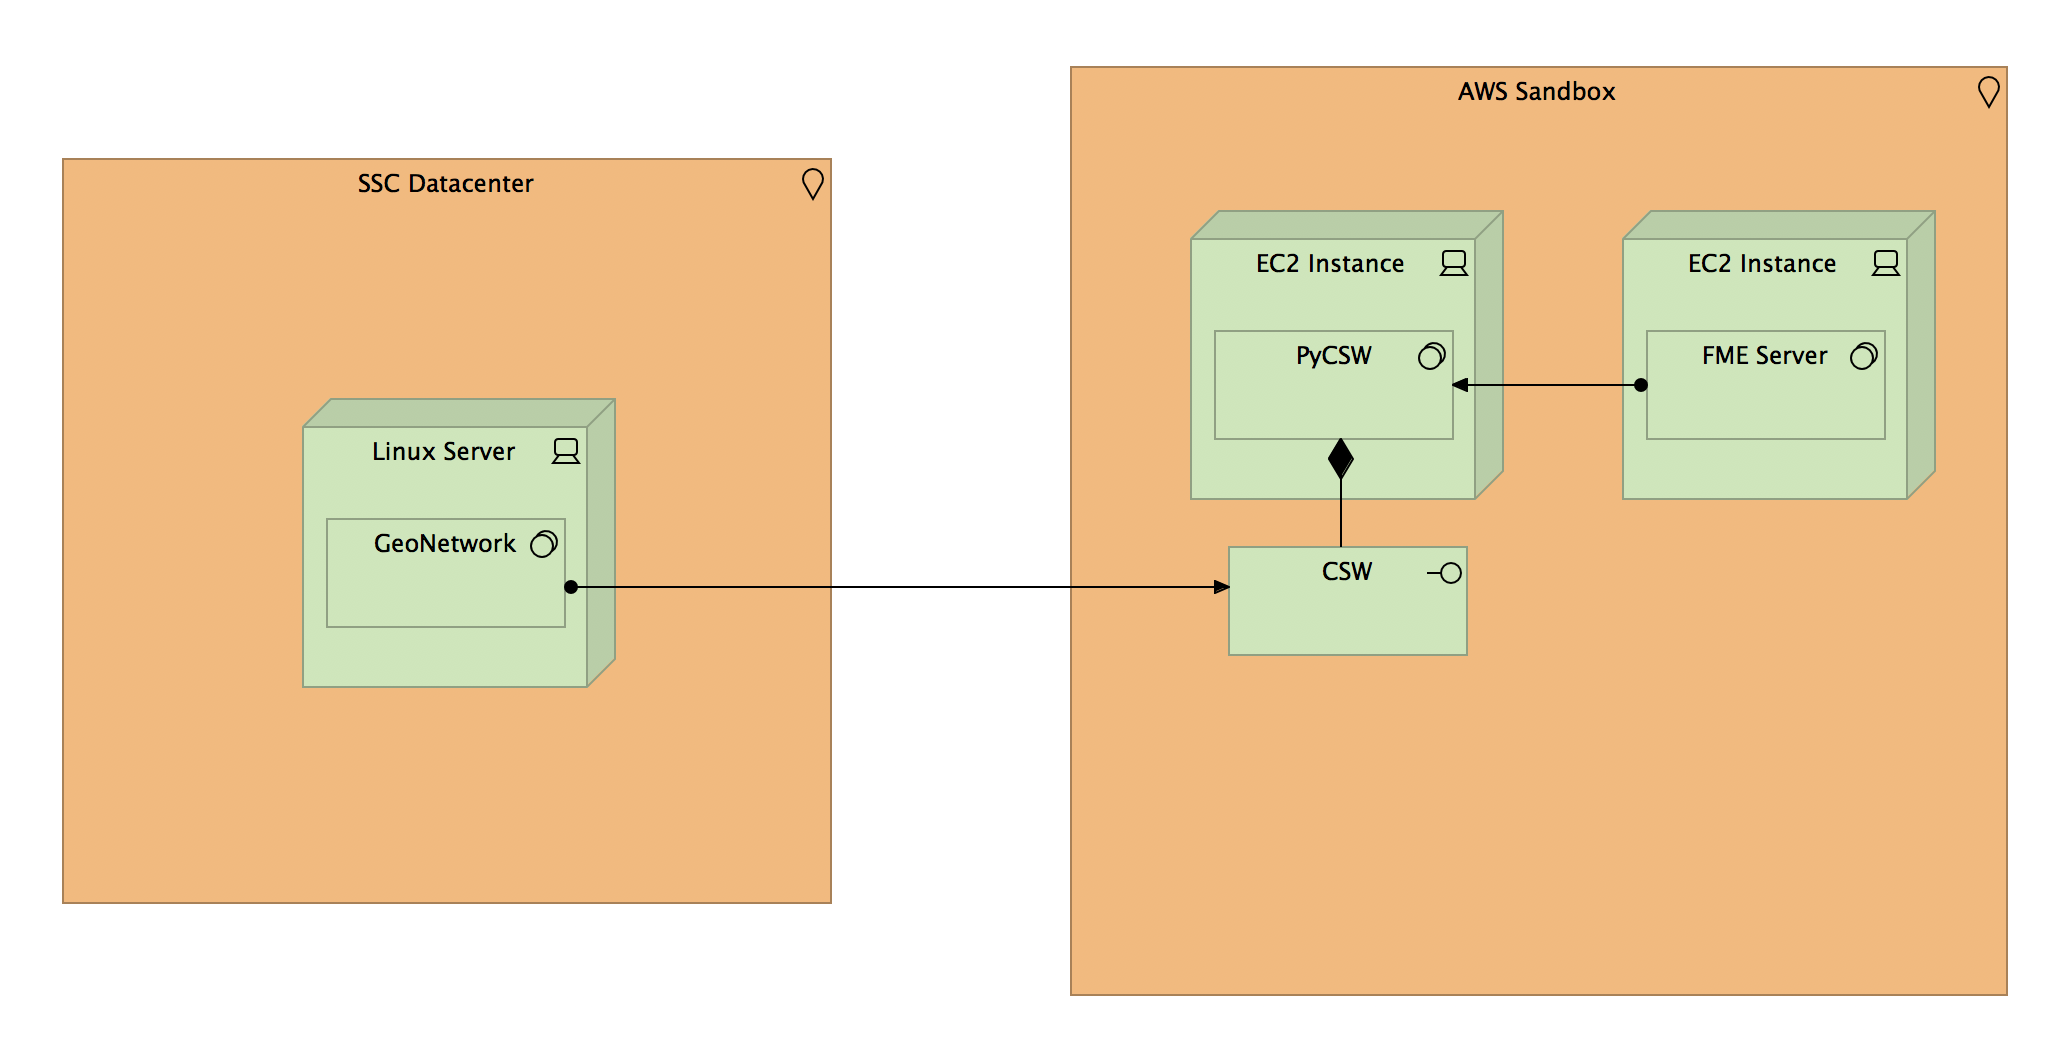 AWS Sandbox
SSC Datacenter
EC2 Instance
EC2 Instance
PyCSW
FME Server
Linux Server
GeoNetwork
CSW